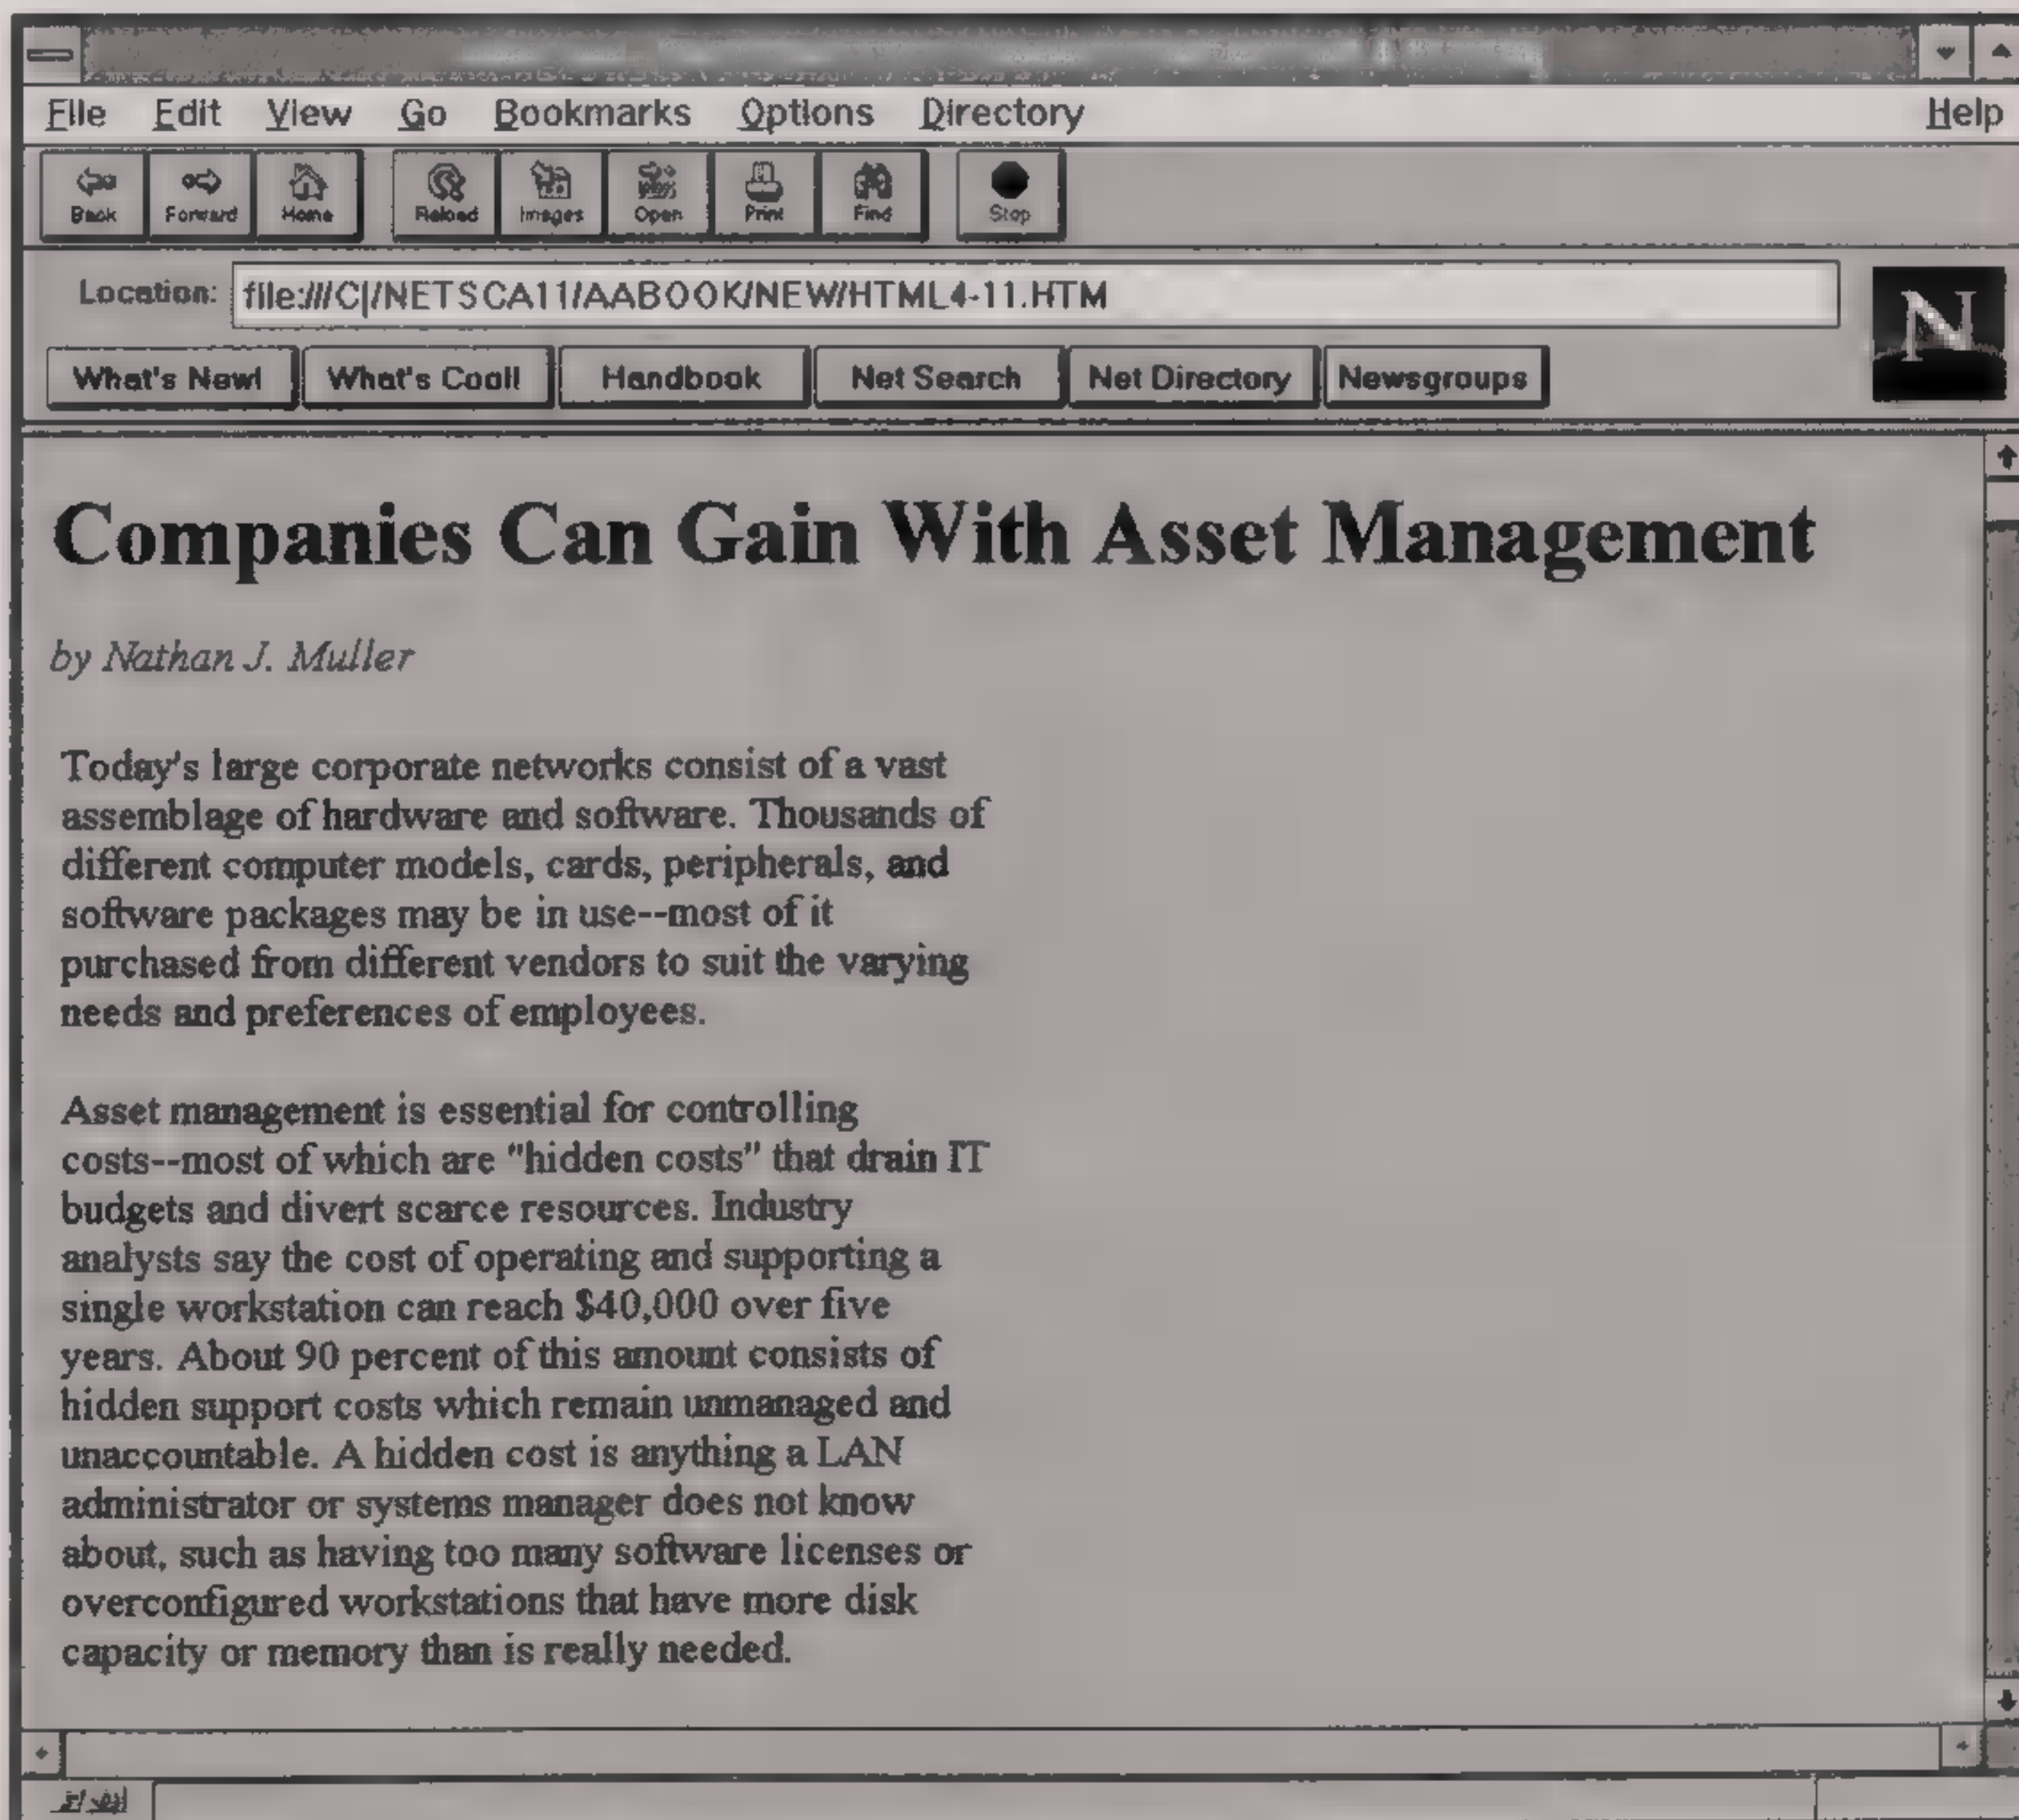 File Edit View Go Bookmarks Options Directory Help
Back Forward Home Reload Images Open Print Find Stop
Location: file:///C|/NETSCA11/AABOOK/NEW/HTML4-11.HTM
N
What's New! What's Cool! Handbook Net Search Net Directory Newsgroups
Companies Can Gain With Asset Management
by Nathan J. Muller
Today's large corporate networks consist of a vast
assemblage of hardware and software. Thousands of
different computer models, cards, peripherals, and
software packages may be in use--most of it
purchased from different vendors to suit the varying
needs and preferences of employees.
Asset management is essential for controlling
costs--most of which are "hidden costs" that drain IT
budgets and divert scarce resources. Industry
analysts say the cost of operating and supporting a
single workstation can reach $40,000 over five
years. About 90 percent of this amount consists of
hidden support costs which remain unmanaged and
unaccountable. A hidden cost is anything a LAN
administrator or systems manager does not know
about, such as having too many software licenses or
overconfigured workstations that have more disk
capacity or memory than is really needed.